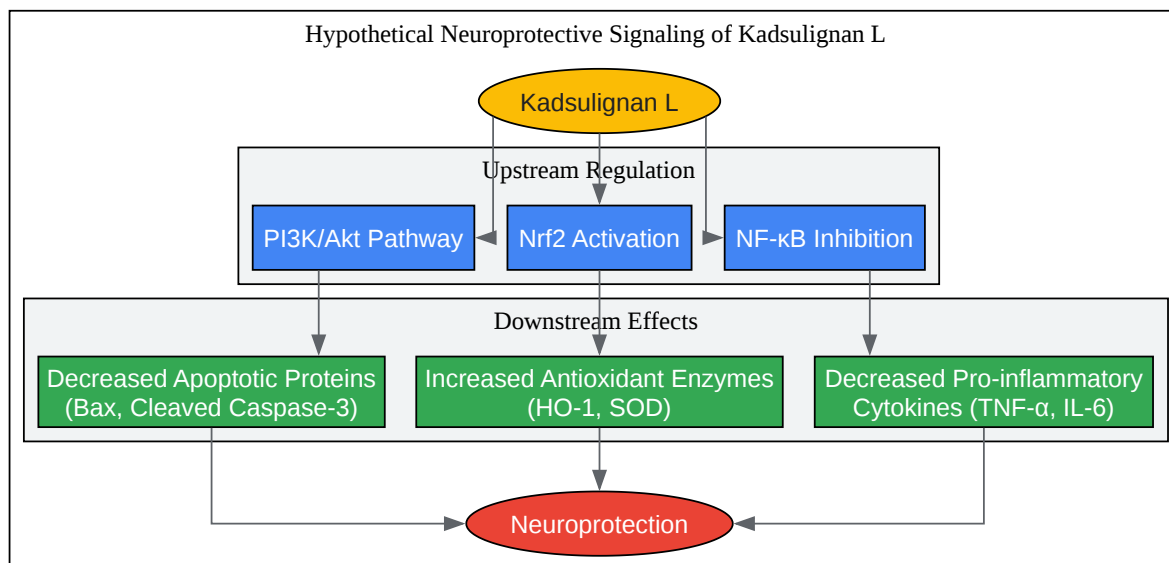 Hypothetical Neuroprotective Signaling of Kadsulignan L
Kadsulignan L
Upstream Regulation
PI3K/Akt Pathway
Nrf2 Activation
NF-κB Inhibition
Downstream Effects
Decreased Apoptotic Proteins
(Bax, Cleaved Caspase-3)
Increased Antioxidant Enzymes
(HO-1, SOD)
Decreased Pro-inflammatory
Cytokines (TNF-α, IL-6)
Neuroprotection